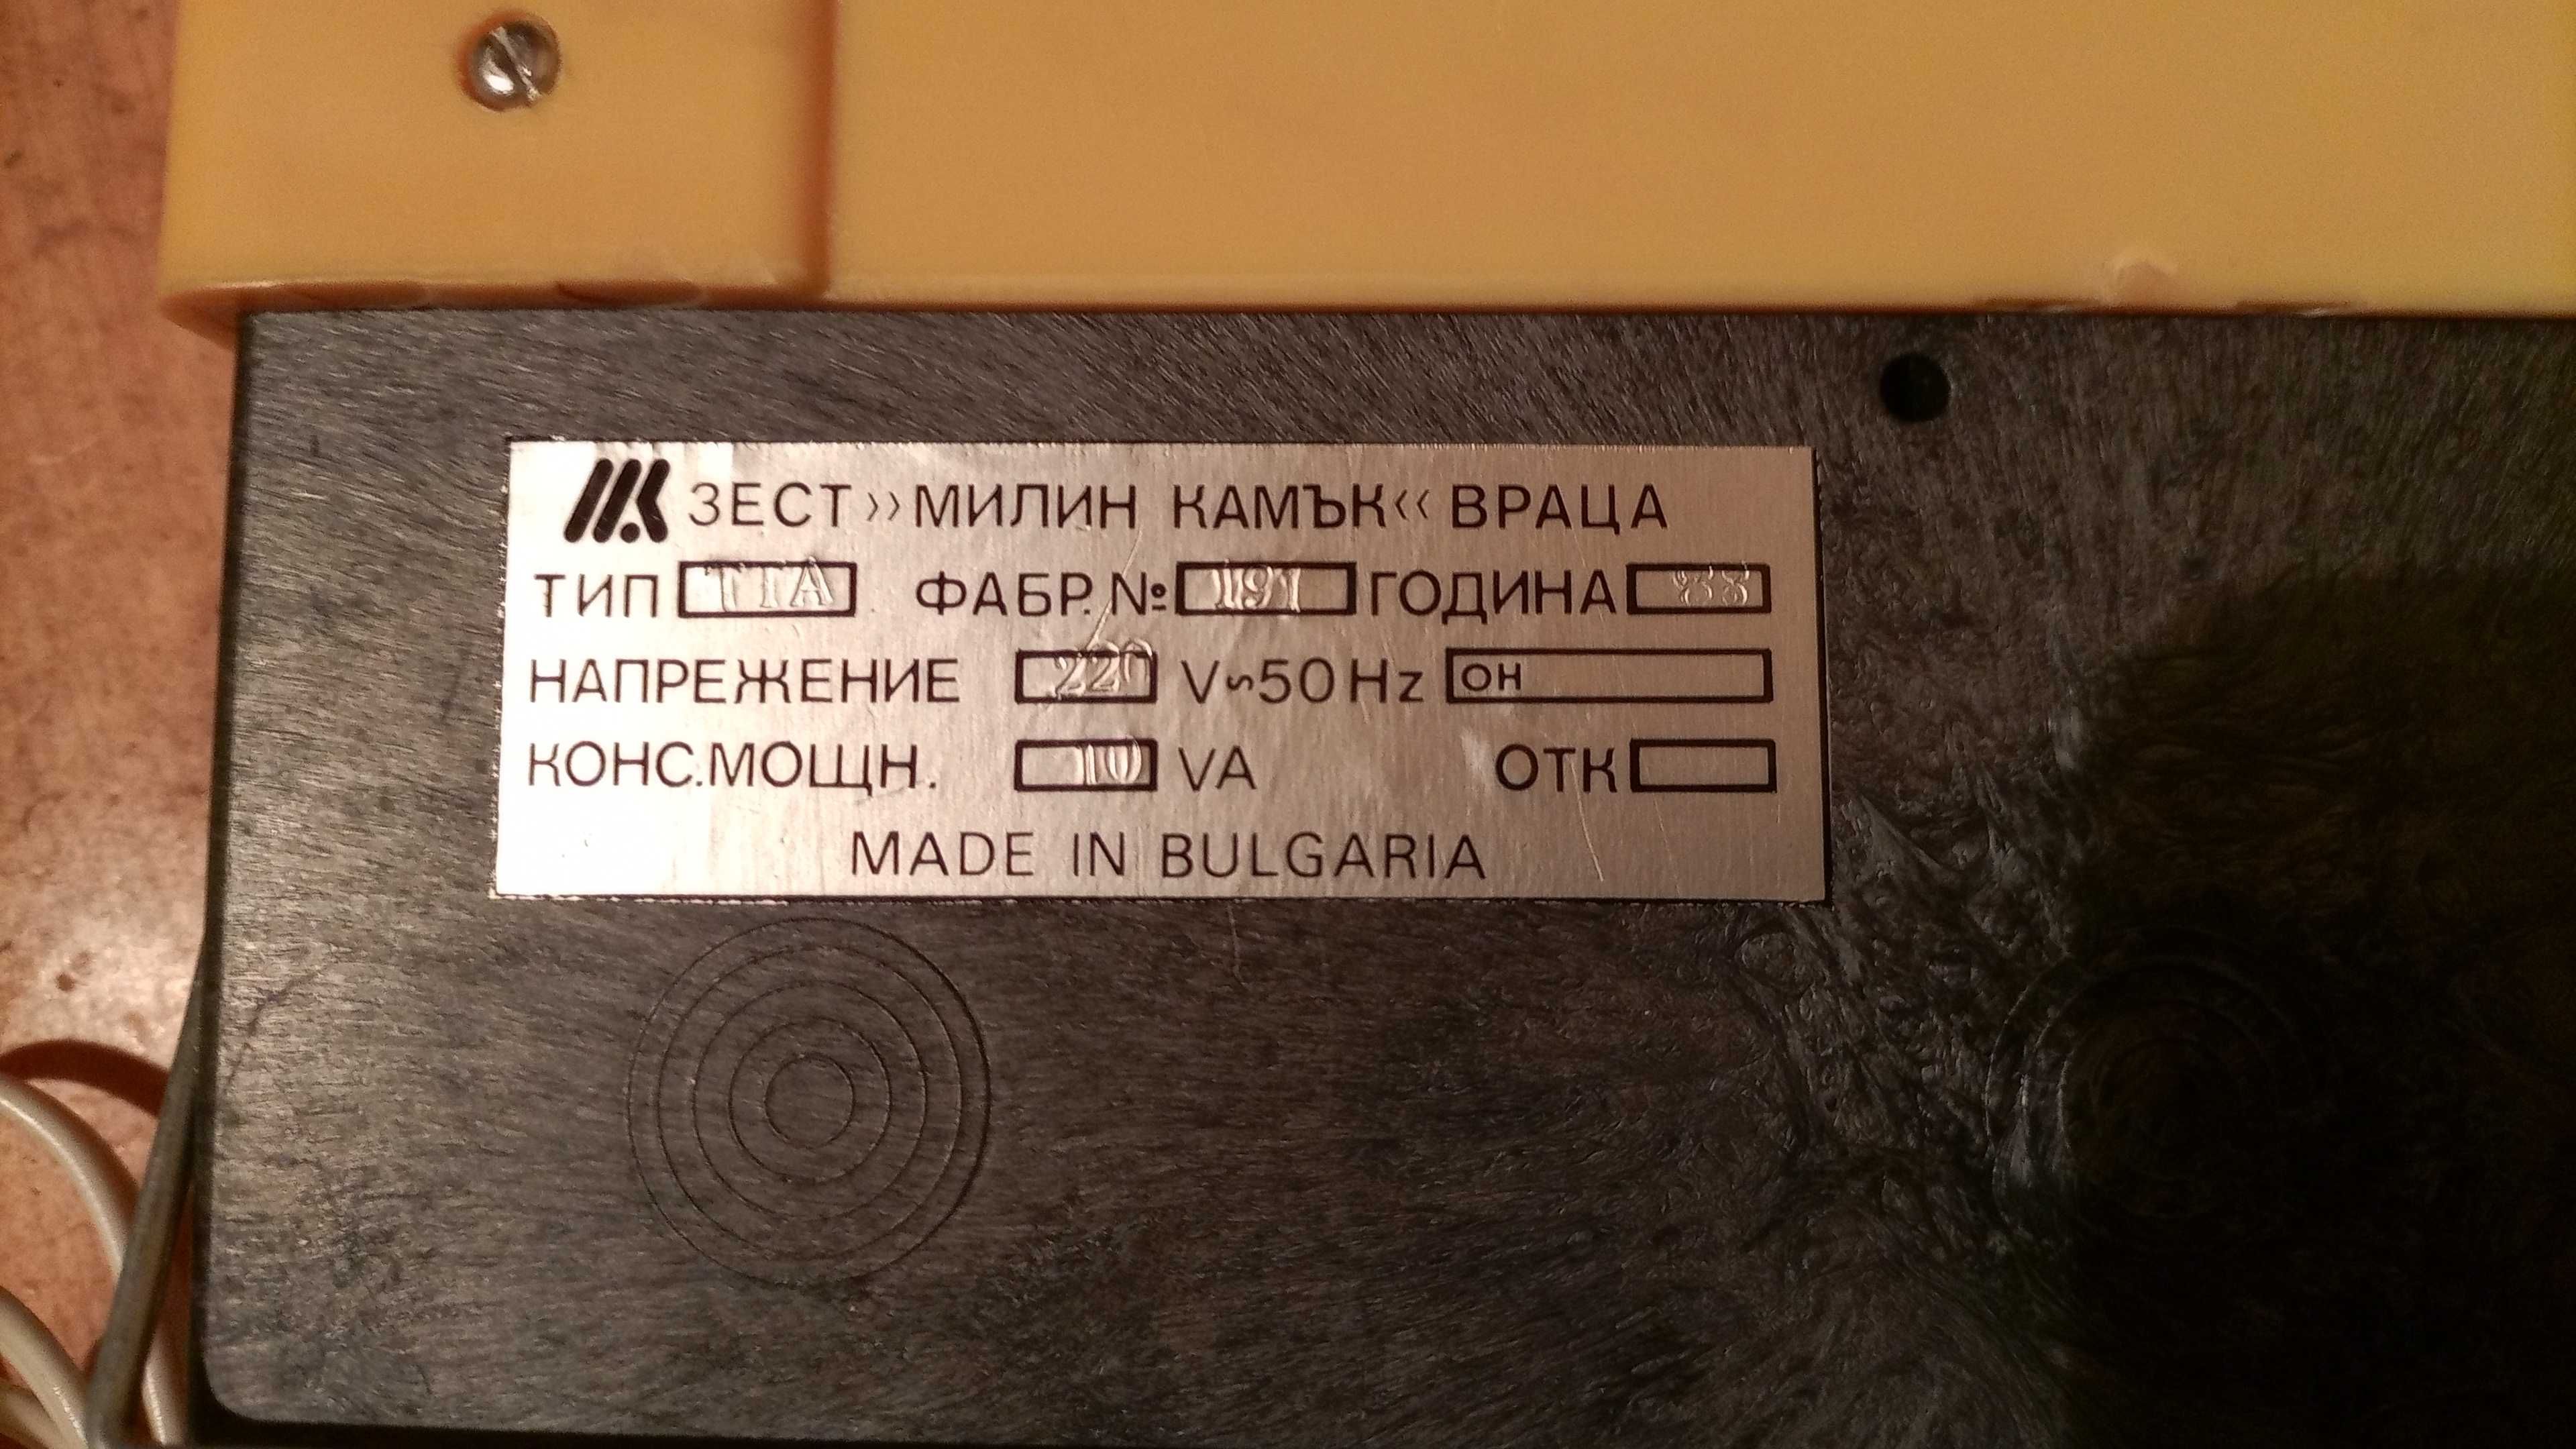 ЗЕСТ »МИЛИН КАМЪК« ВРАЦА
ТИП ТТА ФАБР. № 191 ГОДИНА 88
НАПРЕЖЕНИЕ 220 V~50 Hz ОН
КОНС.МОЩН. 10 VA ОТК
MADE IN BULGARIA